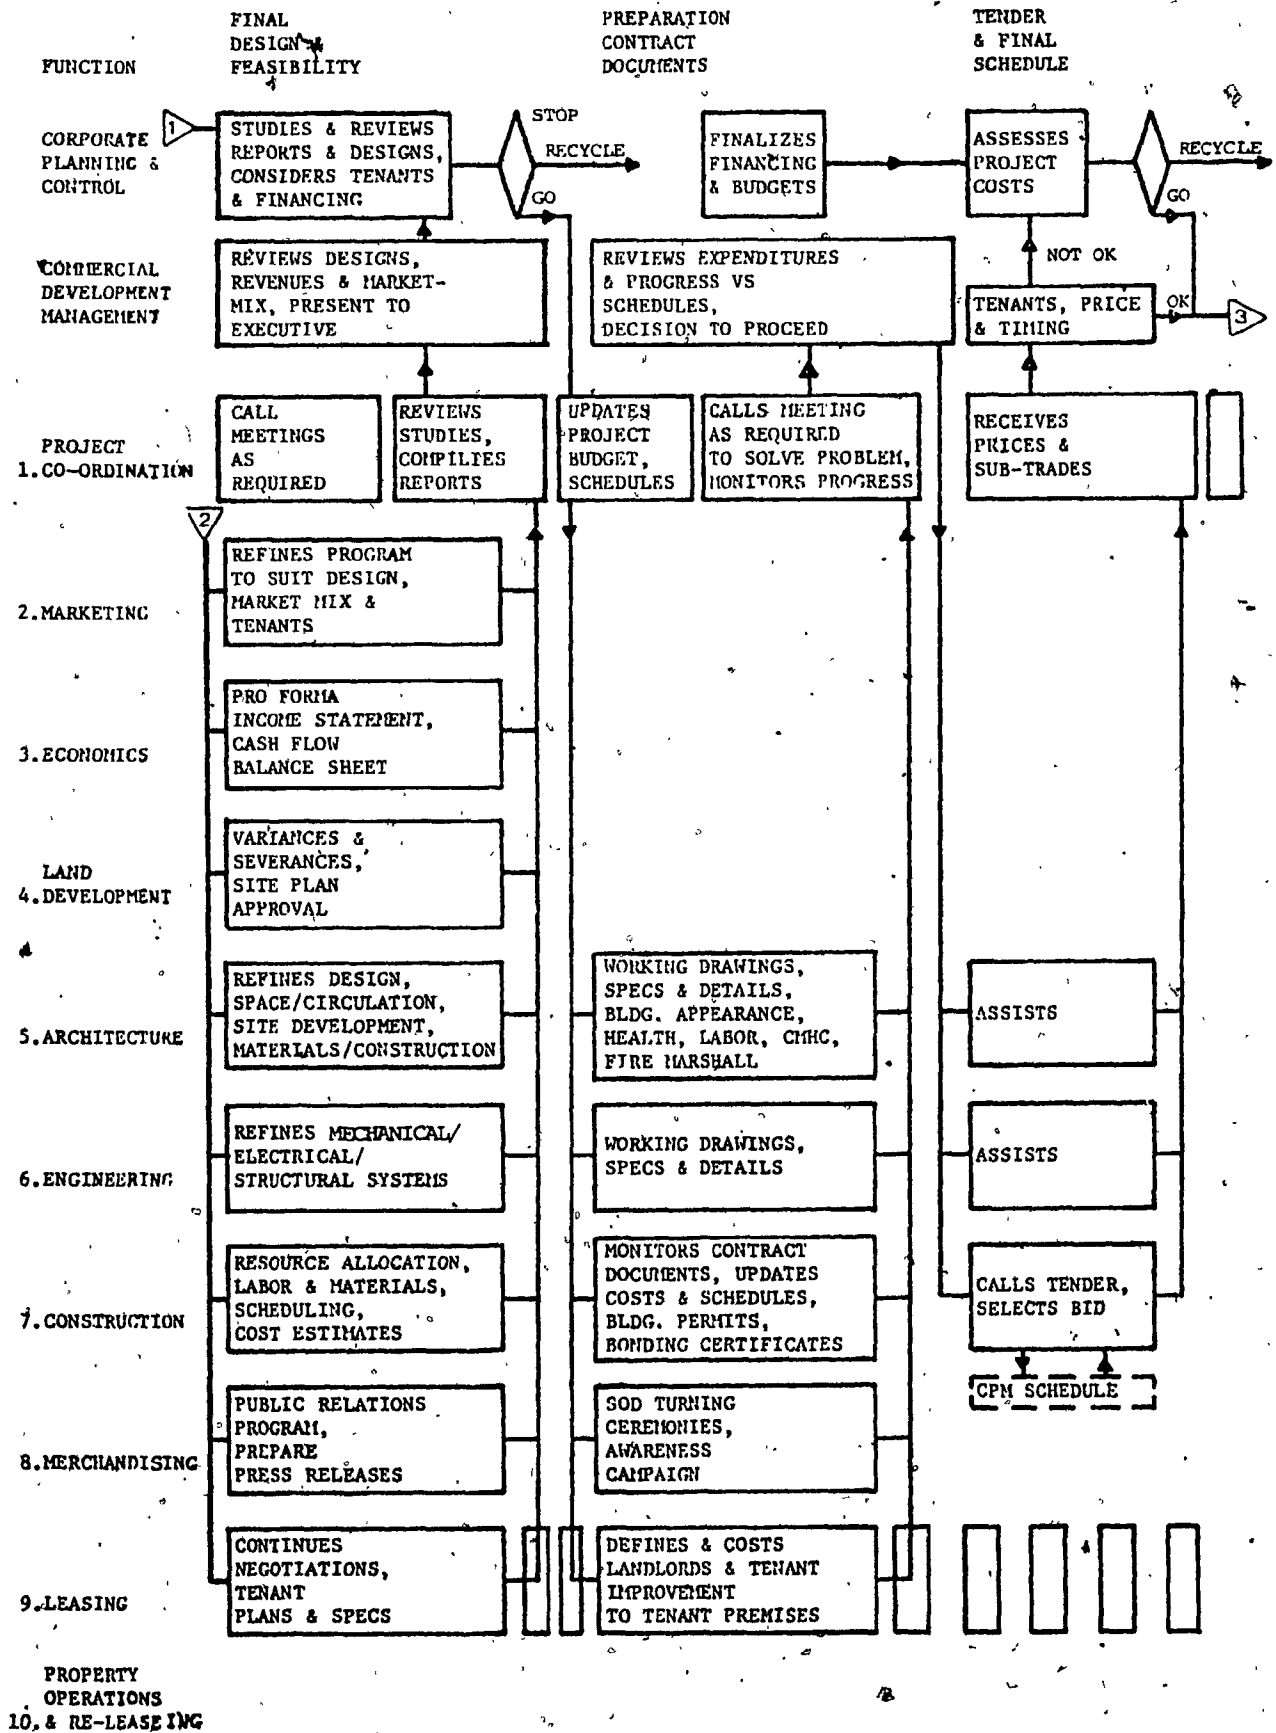 FINAL
DESIGN &
FEASIBILITY
PREPARATION
CONTRACT
DOCUMENTS
TENDER
& FINAL
SCHEDULE
FUNCTION
CORPORATE
PLANNING &
CONTROL
1
STUDIES & REVIEWS
REPORTS & DESIGNS,
CONSIDERS TENANTS
& FINANCING
STOP
RECYCLE
GO
FINALIZES
FINANCING
& BUDGETS
ASSESSES
PROJECT
COSTS
RECYCLE
GO
COMMERCIAL
DEVELOPMENT
MANAGEMENT
REVIEWS DESIGNS,
REVENUES & MARKET-
MIX, PRESENT TO
EXECUTIVE
REVIEWS EXPENDITURES
& PROGRESS VS
SCHEDULES,
DECISION TO PROCEED
NOT OK
TENANTS, PRICE
& TIMING
OK
3
PROJECT
1.CO-ORDINATION
CALL
MEETINGS
AS
REQUIRED
REVIEWS
STUDIES,
COMPILIES
REPORTS
UPDATES
PROJECT
BUDGET,
SCHEDULES
CALLS MEETING
AS REQUIRED
TO SOLVE PROBLEM,
MONITORS PROGRESS
RECEIVES
PRICES &
SUB-TRADES
2
2.MARKETING
REFINES PROGRAM
TO SUIT DESIGN,
MARKET MIX &
TENANTS
3.ECONOMICS
PRO FORMA
INCOME STATEMENT,
CASH FLOW
BALANCE SHEET
LAND
4.DEVELOPMENT
VARIANCES &
SEVERANCES,
SITE PLAN
APPROVAL
5.ARCHITECTURE
REFINES DESIGN,
SPACE/CIRCULATION,
SITE DEVELOPMENT,
MATERIALS/CONSTRUCTION
WORKING DRAWINGS,
SPECS & DETAILS,
BLDG. APPEARANCE,
HEALTH, LABOR, CMHC,
FIRE MARSHALL
ASSISTS
6.ENGINEERING
REFINES MECHANICAL/
ELECTRICAL/
STRUCTURAL SYSTEMS
WORKING DRAWINGS,
SPECS & DETAILS
ASSISTS
7.CONSTRUCTION
RESOURCE ALLOCATION,
LABOR & MATERIALS,
SCHEDULING,
COST ESTIMATES
MONITORS CONTRACT
DOCUMENTS, UPDATES
COSTS & SCHEDULES,
BLDG. PERMITS,
BONDING CERTIFICATES
CALLS TENDER,
SELECTS BID
CPM SCHEDULE
8.MERCHANDISING
PUBLIC RELATIONS
PROGRAM,
PREPARE
PRESS RELEASES
SOD TURNING
CEREMONIES,
AWARENESS
CAMPAIGN
9.LEASING
CONTINUES
NEGOTIATIONS,
TENANT
PLANS & SPECS
DEFINES & COSTS
LANDLORDS & TENANT
IMPROVEMENT
TO TENANT PREMISES
PROPERTY
OPERATIONS
10.& RE-LEASEING